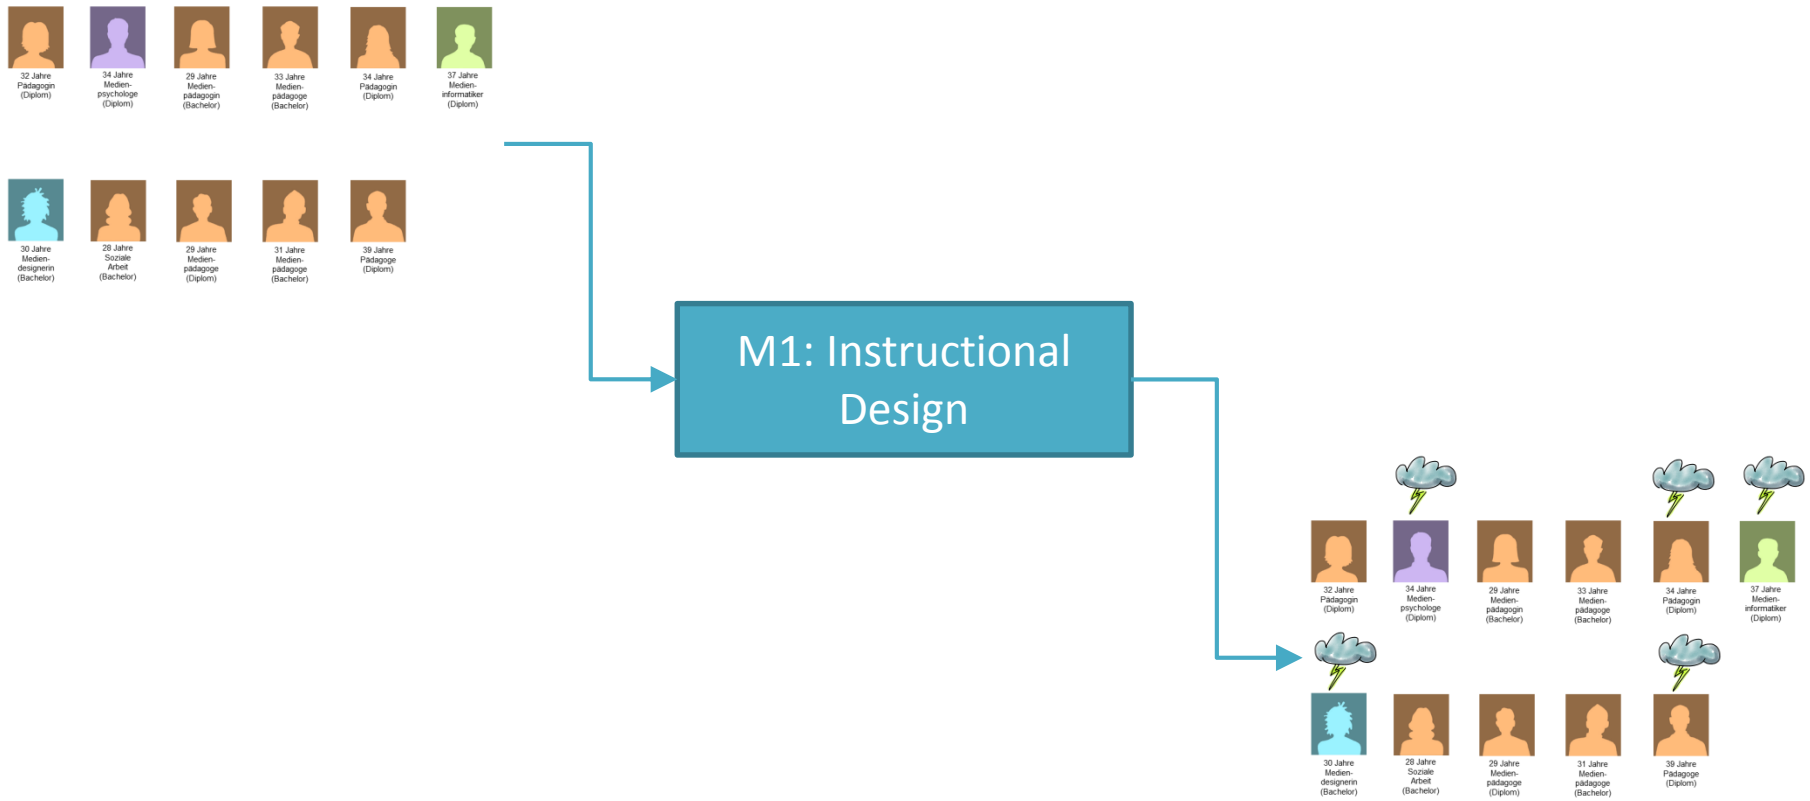 32 Jahre
Pädagogin
(Diplom)
34 Jahre
Medien-
psychologe
(Diplom)
29 Jahre
Medien-
pädagogin
(Bachelor)
33 Jahre
Medien-
pädagoge
(Bachelor)
34 Jahre
Pädagogin
(Diplom)
37 Jahre
Medien-
informatiker
(Diplom)
30 Jahre
Medien-
designerin
(Bachelor)
28 Jahre
Soziale
Arbeit
(Bachelor)
29 Jahre
Medien-
pädagoge
(Diplom)
31 Jahre
Medien-
pädagoge
(Bachelor)
39 Jahre
Pädagoge
(Diplom)
M1: Instructional
Design
32 Jahre
Pädagogin
(Diplom)
34 Jahre
Medien-
psychologe
(Diplom)
29 Jahre
Medien-
pädagogin
(Bachelor)
33 Jahre
Medien-
pädagoge
(Bachelor)
34 Jahre
Pädagogin
(Diplom)
37 Jahre
Medien-
informatiker
(Diplom)
30 Jahre
Medien-
designerin
(Bachelor)
28 Jahre
Soziale
Arbeit
(Bachelor)
29 Jahre
Medien-
pädagoge
(Diplom)
31 Jahre
Medien-
pädagoge
(Bachelor)
39 Jahre
Pädagoge
(Diplom)